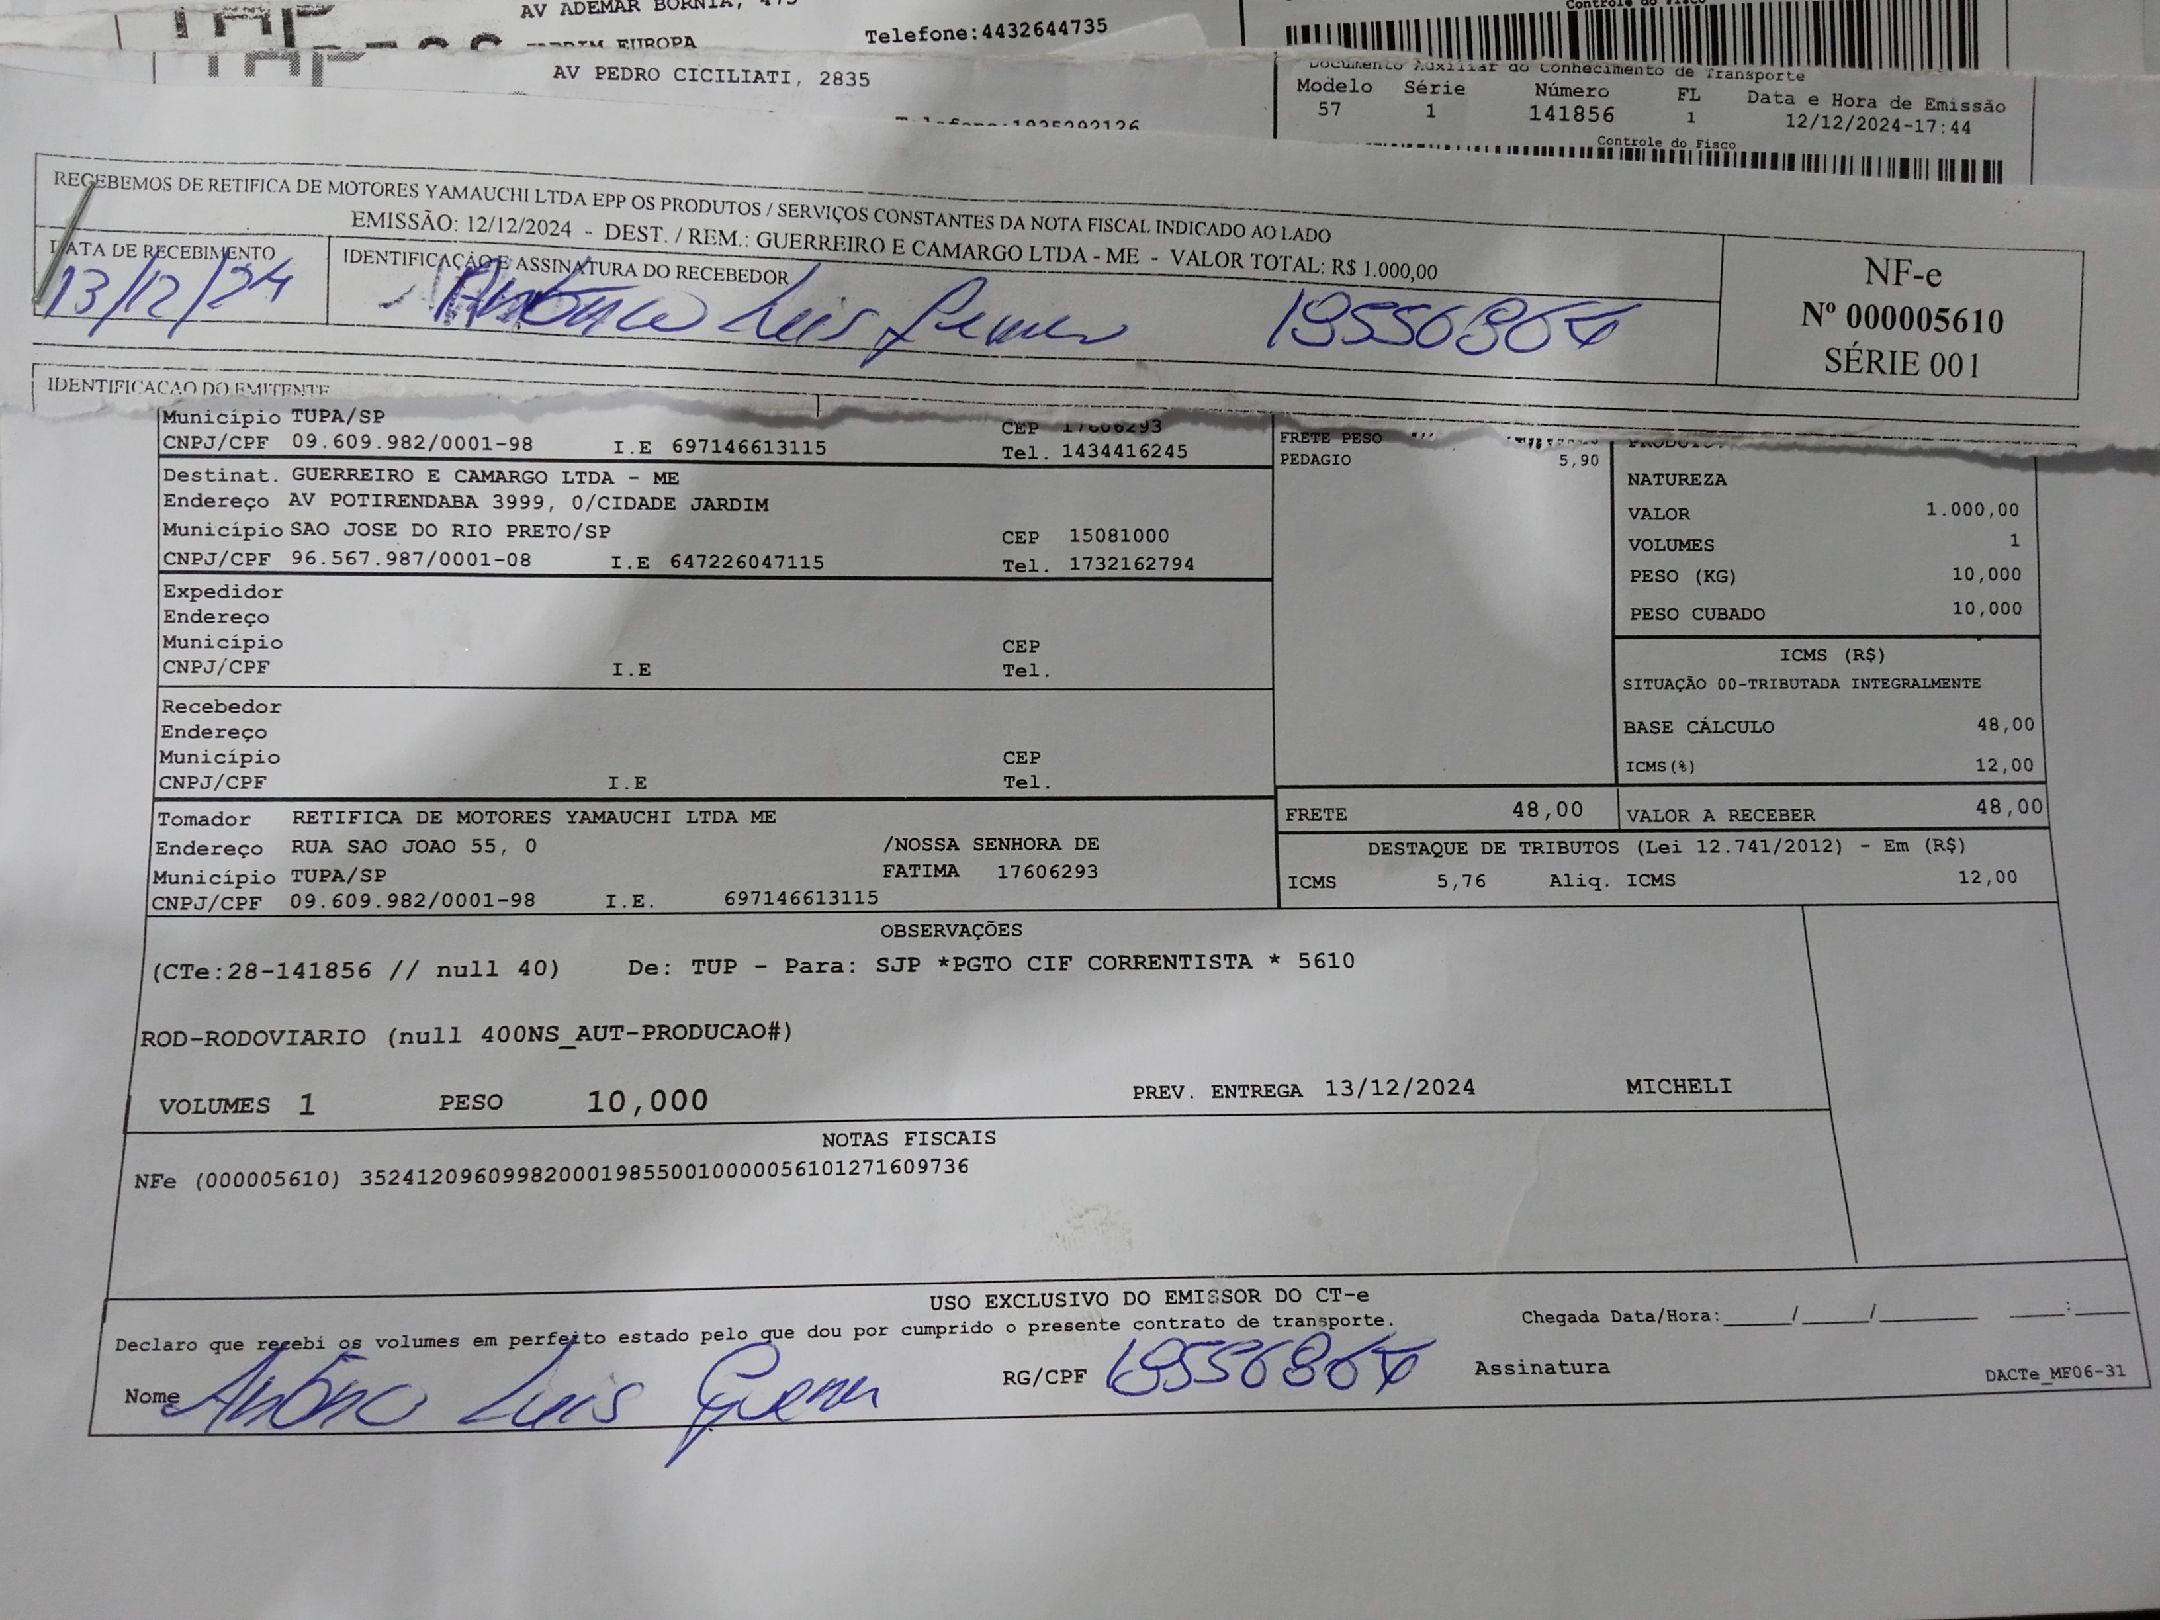 AV ADEMAR BORNIA, 475
JARDIM EUROPA
Telefone:4432644735
AV PEDRO CICILIATI, 2835
Controle do Fisco
Documento Auxiliar do Conhecimento de Transporte
Modelo Série Número FL Data e Hora de Emissão
57 1 141856 1 12/12/2024-17:44
Controle do Fisco
RECEBEMOS DE RETIFICA DE MOTORES YAMAUCHI LTDA EPP OS PRODUTOS / SERVIÇOS CONSTANTES DA NOTA FISCAL INDICADO AO LADO
EMISSÃO: 12/12/2024 - DEST. / REM.: GUERREIRO E CAMARGO LTDA - ME - VALOR TOTAL: R$ 1.000,00
DATA DE RECEBIMENTO
13/12/24
IDENTIFICAÇÃO E ASSINATURA DO RECEBEDOR
Antônio Luis
NF-e
Nº 000005610
SÉRIE 001
IDENTIFICACAO DO EMITENTE
Município TUPA/SP CEP 17606293
CNPJ/CPF 09.609.982/0001-98 I.E 697146613115 Tel. 1434416245
Destinat. GUERREIRO E CAMARGO LTDA - ME
Endereço AV POTIRENDABA 3999, 0/CIDADE JARDIM
Município SAO JOSE DO RIO PRETO/SP CEP 15081000
CNPJ/CPF 96.567.987/0001-08 I.E 647226047115 Tel. 1732162794
Expedidor
Endereço
Município CEP
CNPJ/CPF I.E Tel.
Recebedor
Endereço
Município CEP
CNPJ/CPF I.E Tel.
Tomador RETIFICA DE MOTORES YAMAUCHI LTDA ME
Endereço RUA SAO JOAO 55, 0 /NOSSA SENHORA DE
Município TUPA/SP FATIMA 17606293
CNPJ/CPF 09.609.982/0001-98 I.E. 697146613115
FRETE PESO
PEDAGIO 5,90
NATUREZA
VALOR 1.000,00
VOLUMES 1
PESO (KG) 10,000
PESO CUBADO 10,000
ICMS (R$)
SITUAÇÃO 00-TRIBUTADA INTEGRALMENTE
BASE CÁLCULO 48,00
ICMS(%) 12,00
FRETE 48,00 VALOR A RECEBER 48,00
DESTAQUE DE TRIBUTOS (Lei 12.741/2012) - Em (R$)
ICMS 5,76 Aliq. ICMS 12,00
OBSERVAÇÕES
(CTe:28-141856 // null 40) De: TUP - Para: SJP *PGTO CIF CORRENTISTA * 5610
ROD-RODOVIARIO (null 400NS_AUT-PRODUCAO#)
VOLUMES 1 PESO 10,000 PREV. ENTREGA 13/12/2024 MICHELI
NOTAS FISCAIS
NFe (000005610) 35241209609982000198550010000056101271609736
USO EXCLUSIVO DO EMISSOR DO CT-e
Declaro que recebi os volumes em perfeito estado pelo que dou por cumprido o presente contrato de transporte.
Chegada Data/Hora:_____/_____/_______ ____:____
Nome Antônio Luis RG/CPF Assinatura
DACTe_MF06-31